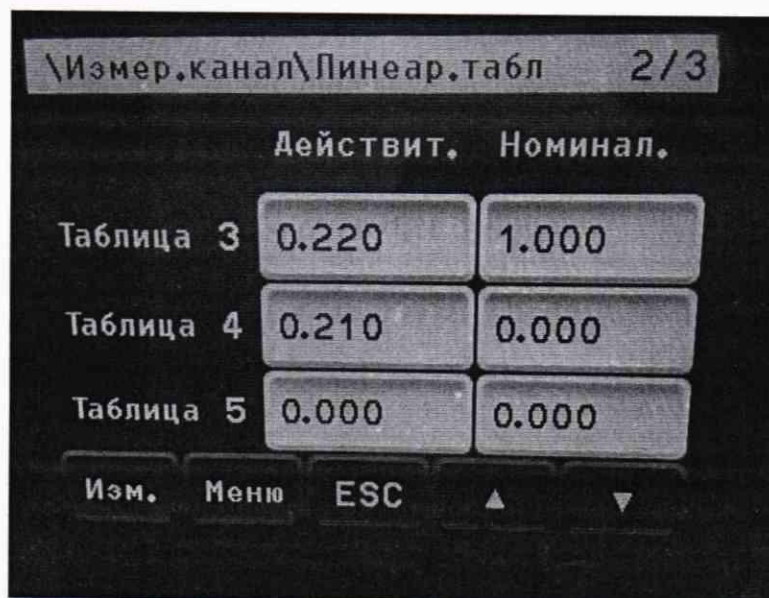 \Измер.канал\Линеар.табл 2/3
Действит. Номинал.
Таблица 3 0.220 1.000
Таблица 4 0.210 0.000
Таблица 5 0.000 0.000
Изм. Меню ESC ▲ ▼